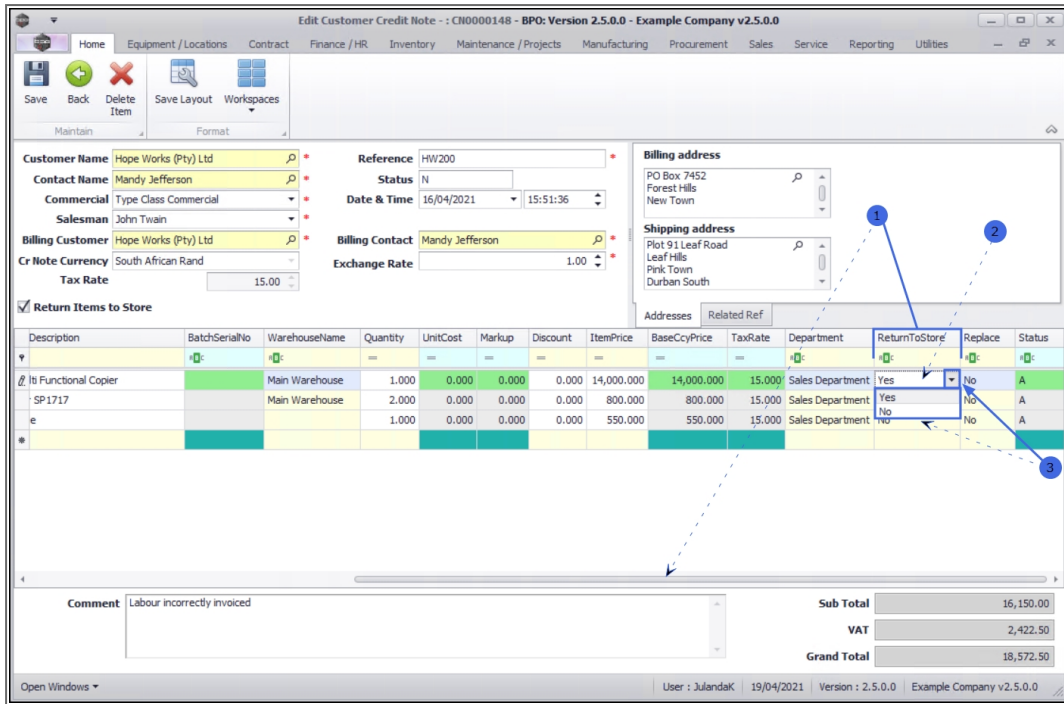 Edit Customer Credit Note - : CN0000148 - BPO: Version 2.5.0.0 - Example Company v2.5.0.0
Home Equipment / Locations Contract Finance / HR Inventory Maintenance / Projects Manufacturing Procurement Sales Service Reporting Utilities
Save Back Delete Item Save Layout Workspaces
Maintain Format
Customer Name Hope Works (Pty) Ltd * Reference HW200 * Billing address
Contact Name Mandy Jefferson * Status N PO Box 7452
Forest Hills
New Town
Commercial Type Class Commercial * Date & Time 16/04/2021 15:51:36
Salesman John Twain * Shipping address
Billing Customer Hope Works (Pty) Ltd * Billing Contact Mandy Jefferson * Plot 91 Leaf Road
Leaf Hills
Pink Town
Durban South
Cr Note Currency South African Rand Exchange Rate 1.00 *
Tax Rate 15.00
Return Items to Store Addresses Related Ref
1
2
Description BatchSerialNo WarehouseName Quantity UnitCost Markup Discount ItemPrice BaseCcyPrice TaxRate Department ReturnToStore Replace Status
lti Functional Copier Main Warehouse 1.000 0.000 0.000 0.000 14,000.000 14,000.000 15.000 Sales Department Yes No A
Yes
No
SP1717 Main Warehouse 2.000 0.000 0.000 0.000 800.000 800.000 15.000 Sales Department No A
e 1.000 0.000 0.000 0.000 550.000 550.000 15.000 Sales Department No No A
3
Comment Labour incorrectly invoiced Sub Total 16,150.00
VAT 2,422.50
Grand Total 18,572.50
Open Windows User : JulandaK 19/04/2021 Version : 2.5.0.0 Example Company v2.5.0.0